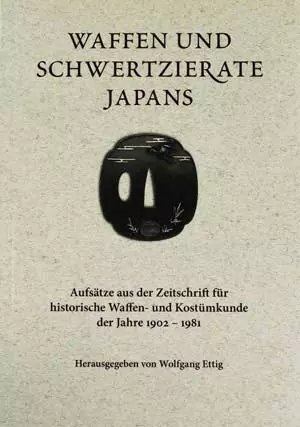 WAFFEN UND
SCHWERTZIERATE
JAPANS
Aufsätze aus der Zeitschrift für
historische Waffen- und Kostümkunde
der Jahre 1902 – 1981
Herausgegeben von Wolfgang Ettig